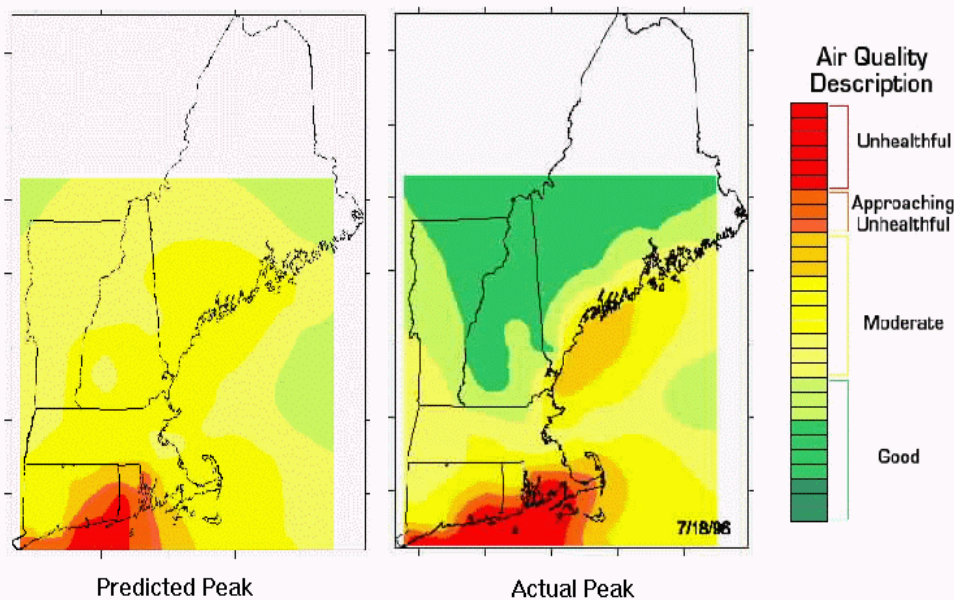 Air Quality
Description
Unhealthful
Approaching
Unhealthful
Moderate
Good
7/18/96
Predicted Peak
Actual Peak